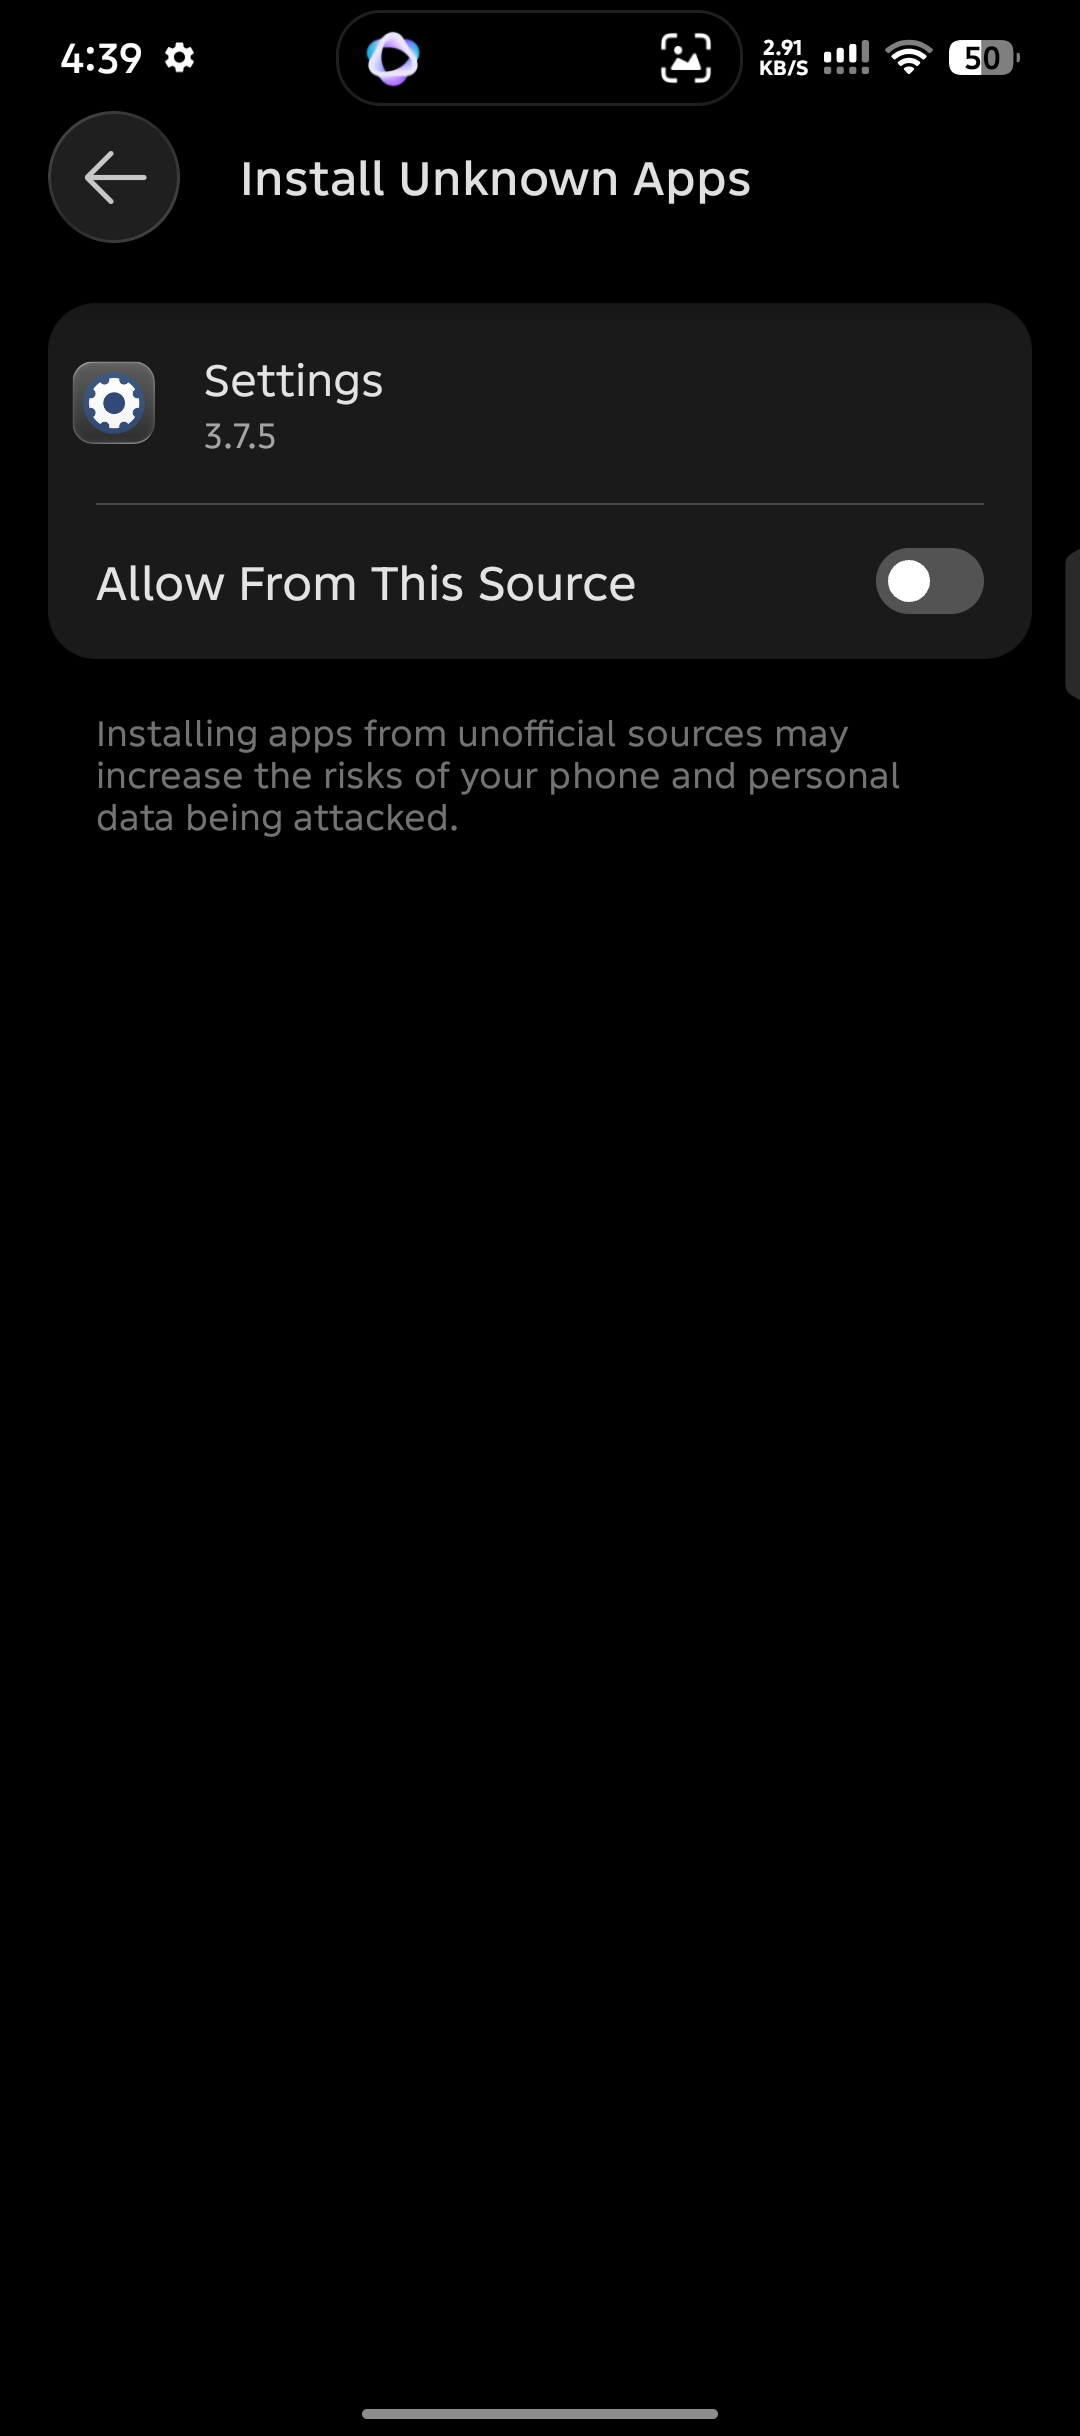 4:39
2.91
KB/S
50
Install Unknown Apps
Settings
3.7.5
Allow From This Source
Installing apps from unofficial sources may
increase the risks of your phone and personal
data being attacked.